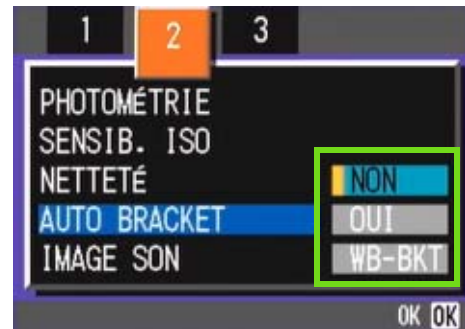 1 2 3
PHOTOMÉTRIE
SENSIB. ISO
NETTETÉ NON
AUTO BRACKET OUI
IMAGE SON WB-BKT
OK OK